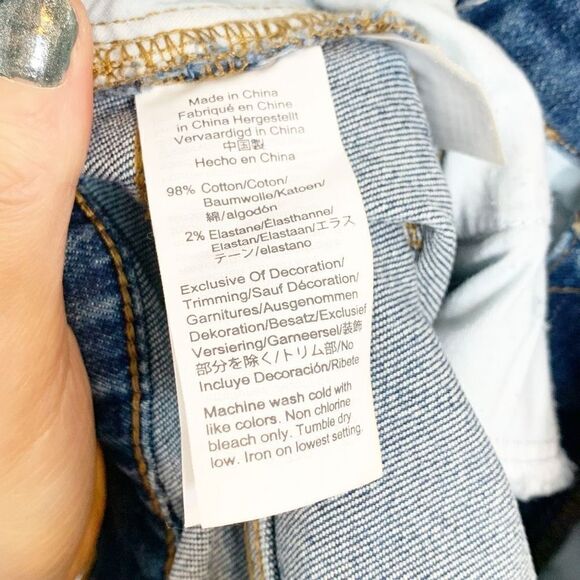 Made in China
Fabriqué en Chine
in China Hergestellt
Vervaardigd in China
中国製
Hecho en China
98% Cotton/Coton/
Baumwolle/Katoen/
綿/algodón
2% Elastane/Élasthanne/
Elastan/Elastaan/エラス
テーン/elastano
Exclusive Of Decoration/
Trimming/Sauf Décoration/
Garnitures/Ausgenommen
Dekoration/Besatz/Exclusief
Versiering/Garneersel/装飾
部分を除く/トリム部/No
Incluye Decoración/Ribete
Machine wash cold with
like colors. Non chlorine
bleach only. Tumble dry
low. Iron on lowest setting.